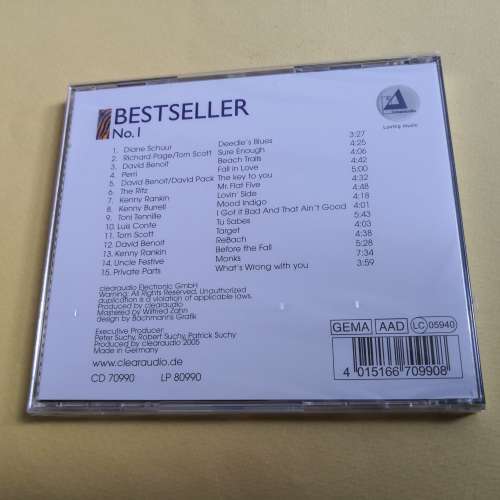 BESTSELLER
No. 1
Loving music
1. Diane Schuur Deedle's Blues 3:27
2. Richard Page/Tom Scott Sure Enough 4:25
3. David Benoit Beach Trails 4:06
4. Perri Fall in Love 4:42
5. David Benoit/David Pack The key to you 5:00
6. The Ritz Mr. Flat Five 4:32
7. Kenny Rankin Lovin' Side 4:48
8. Kenny Burrell Mood Indigo 4:18
9. Toni Tennille I Got It Bad And That Ain't Good 4:01
10. Luis Conte Tu Sabes 5:43
11. Tom Scott Target 4:03
12. David Benoit ReBach 4:38
13. Kenny Rankin Before the Fall 5:28
14. Uncle Festive Monks 7:34
15. Private Parts What's Wrong with you 3:59
clearaudio Electronic GmbH
Warning: All Rights Reserved. Unauthorized
duplication is a violation of applicable laws.
Produced by clearaudio
Mastered by Wilfried Zahn
design by Bachmanns Grafik
Executive Producer:
Peter Suchy, Robert Suchy, Patrick Suchy
Produced by clearaudio 2005
Made in Germany
www.clearaudio.de
CD 70990 LP 80990
GEMA AAD LC 05940
4 015166 709908